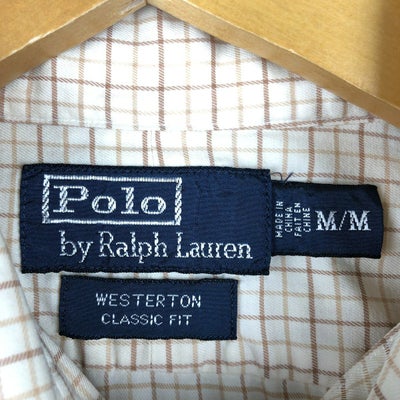 Polo
by Ralph Lauren
MADE IN
CHINA
FAIT EN
CHINE
M/M
WESTERTON
CLASSIC FIT